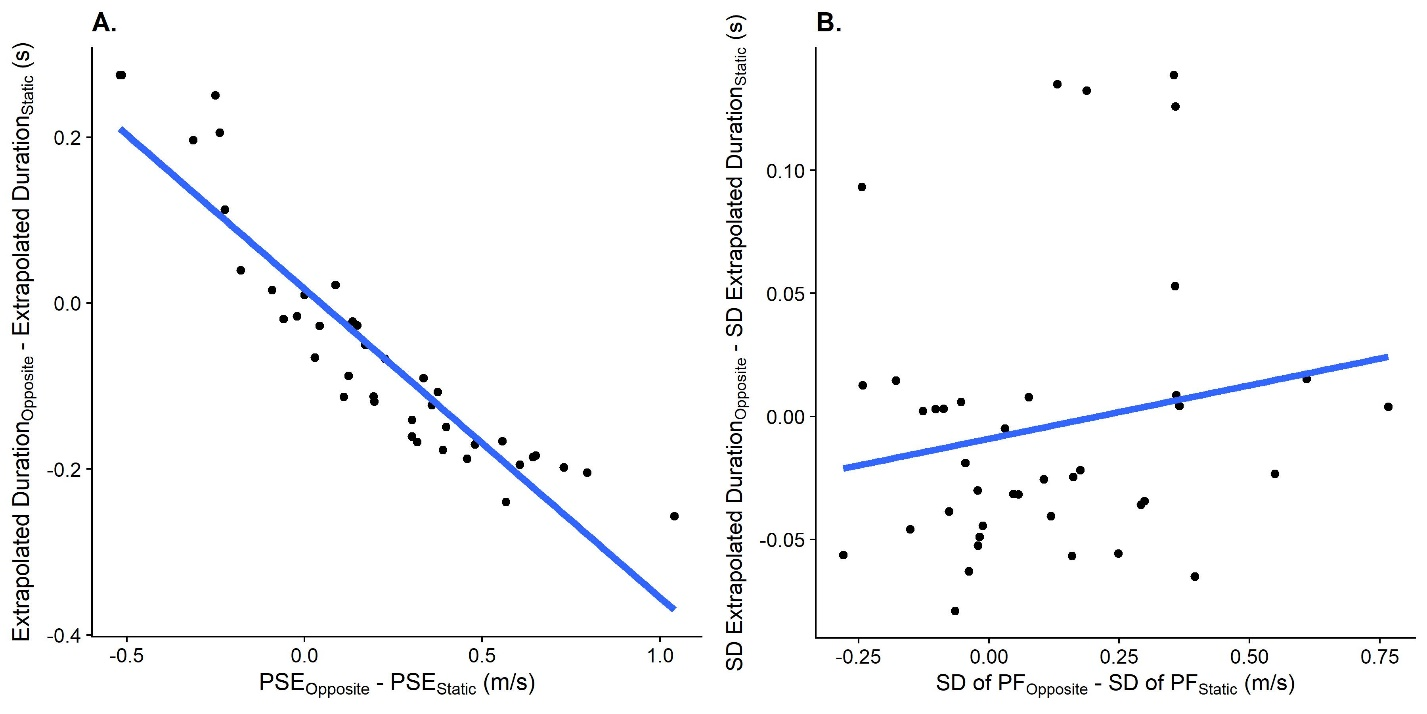 A.
Extrapolated DurationOpposite - Extrapolated DurationStatic (s)
0.2
0.0
-0.2
-0.4
-0.5 0.0 0.5 1.0
PSEOpposite - PSEStatic (m/s)
B.
SD Extrapolated DurationOpposite - SD Extrapolated DurationStatic (s)
0.10
0.05
0.00
-0.05
-0.25 0.00 0.25 0.50 0.75
SD of PFOpposite - SD of PFStatic (m/s)